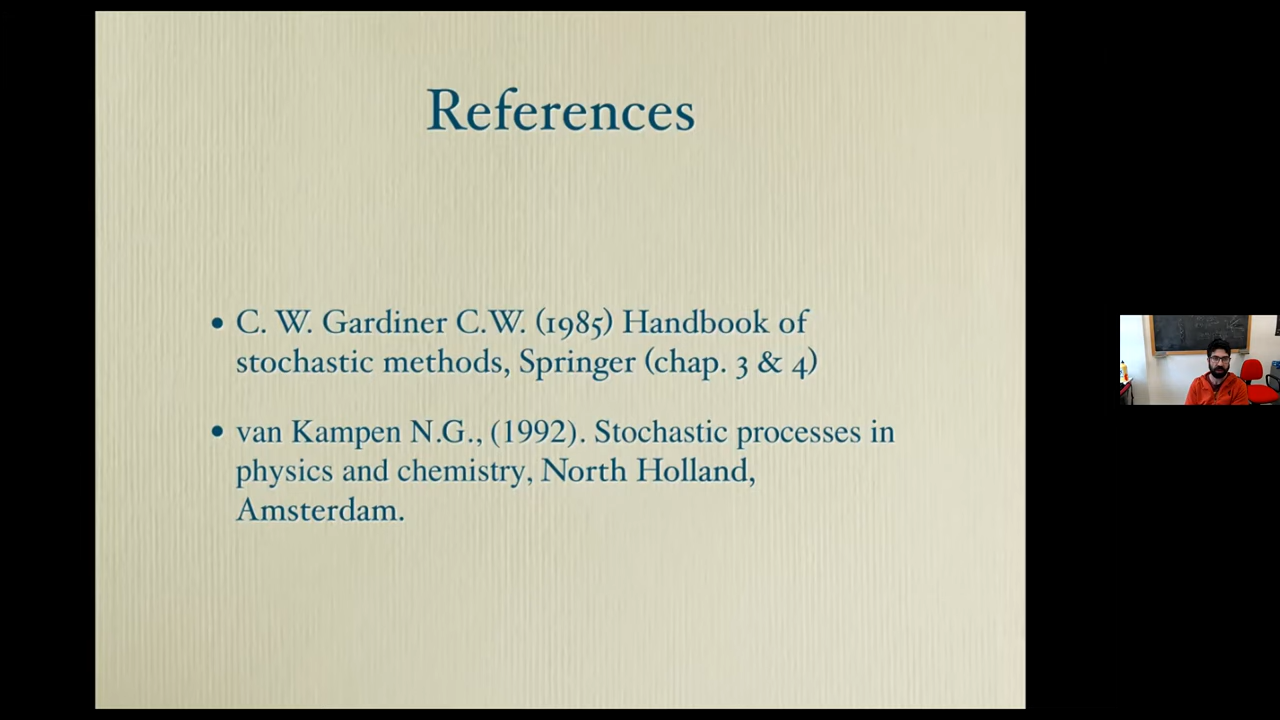 References
• C. W. Gardiner C.W. (1985) Handbook of
stochastic methods, Springer (chap. 3 & 4)
• van Kampen N.G., (1992). Stochastic processes in
physics and chemistry, North Holland,
Amsterdam.